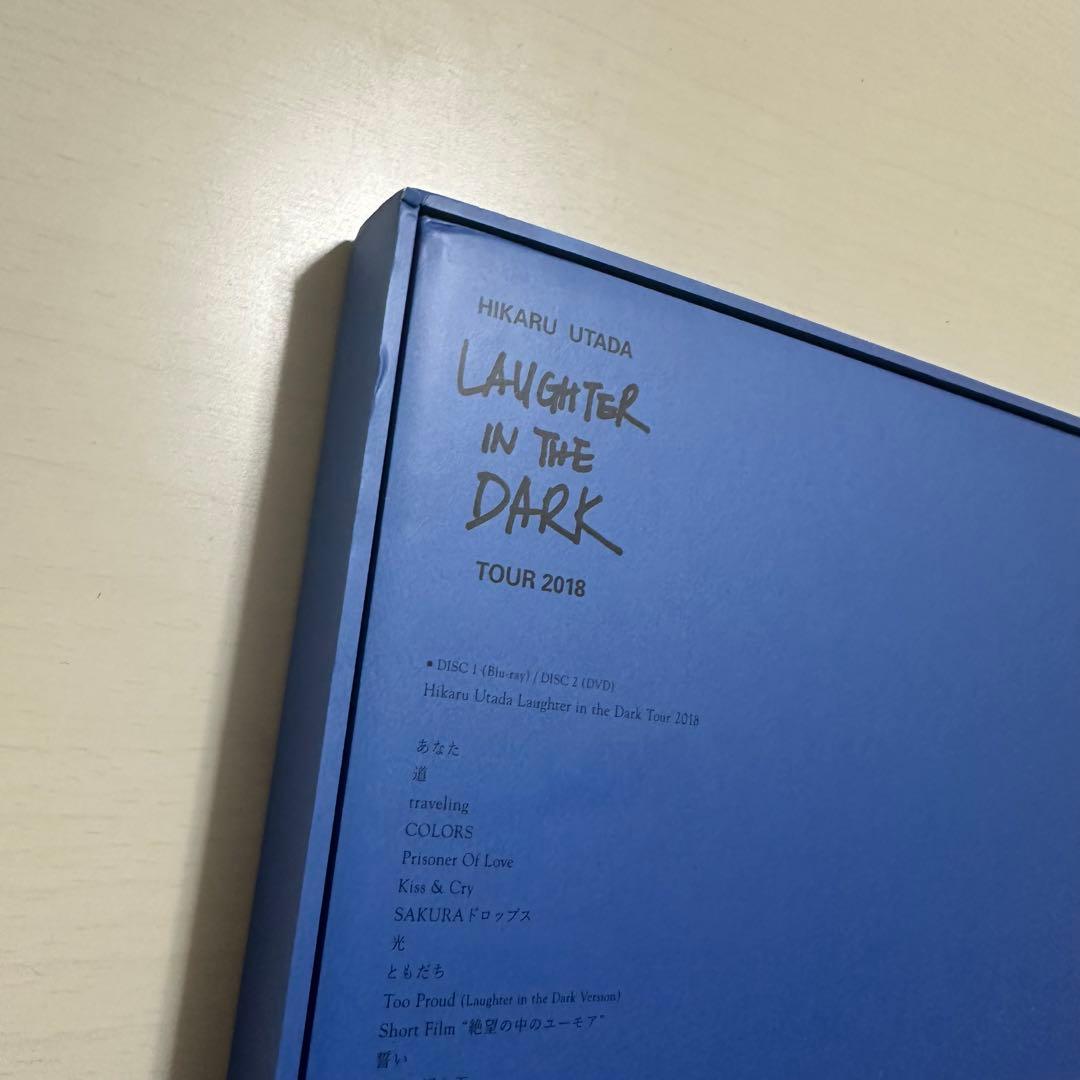 HIKARU UTADA
LAUGHTER
IN THE
DARK
TOUR 2018
■ DISC 1 (Blu-ray) / DISC 2 (DVD)
Hikaru Utada Laughter in the Dark Tour 2018
あなた
道
traveling
COLORS
Prisoner Of Love
Kiss & Cry
SAKURAドロップス
光
ともだち
Too Proud (Laughter in the Dark Version)
Short Film “絶望の中のユーモア”
誓い